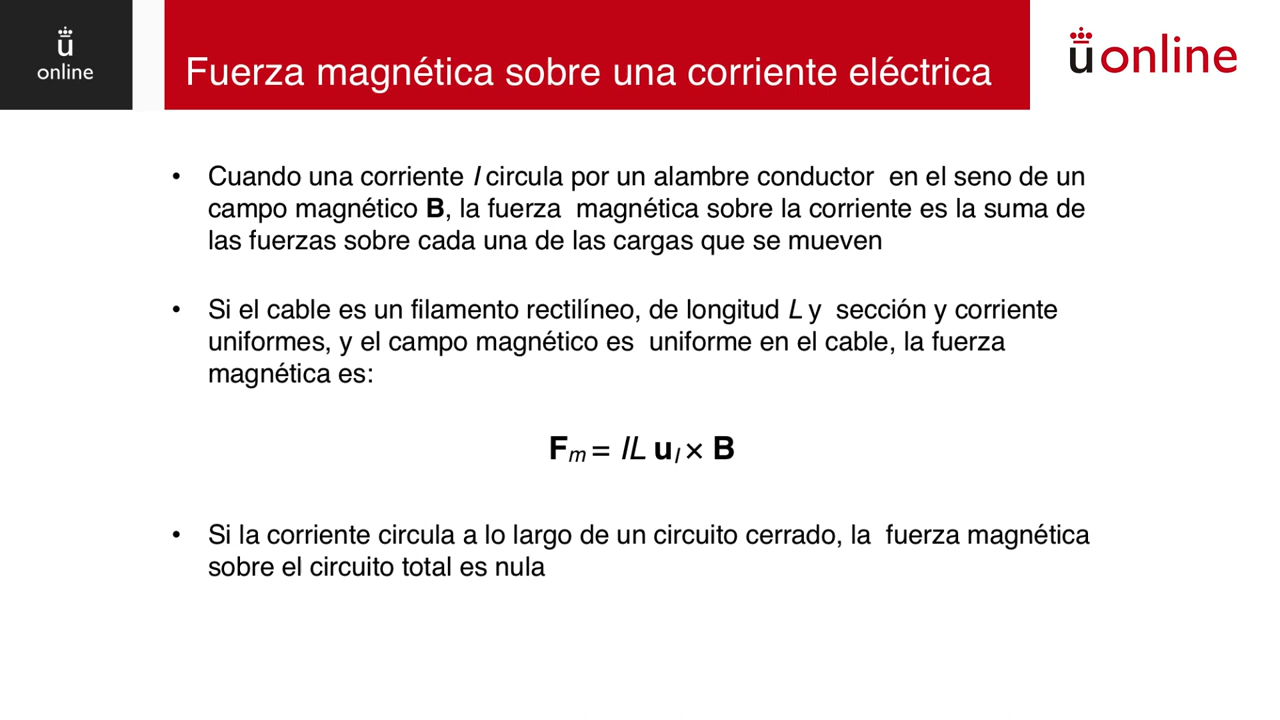 ü
online
Fuerza magnética sobre una corriente eléctrica
ü online
• Cuando una corriente I circula por un alambre conductor en el seno de un
campo magnético B, la fuerza magnética sobre la corriente es la suma de
las fuerzas sobre cada una de las cargas que se mueven
• Si el cable es un filamento rectilíneo, de longitud L y sección y corriente
uniformes, y el campo magnético es uniforme en el cable, la fuerza
magnética es:
Fm = IL uI × B
• Si la corriente circula a lo largo de un circuito cerrado, la fuerza magnética
sobre el circuito total es nula